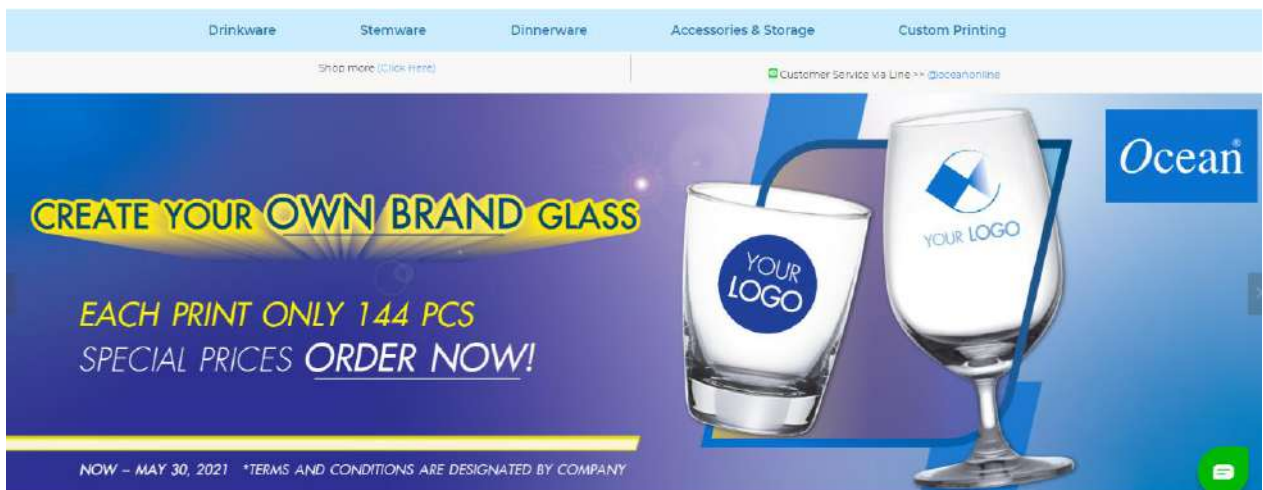 Drinkware Stemware Dinnerware Accessories & Storage Custom Printing
Shop more (Click Here)
Customer Service via Line >> @oceanonline
Ocean®
CREATE YOUR OWN BRAND GLASS
EACH PRINT ONLY 144 PCS
SPECIAL PRICES ORDER NOW!
YOUR
LOGO
YOUR LOGO
NOW – MAY 30, 2021 *TERMS AND CONDITIONS ARE DESIGNATED BY COMPANY